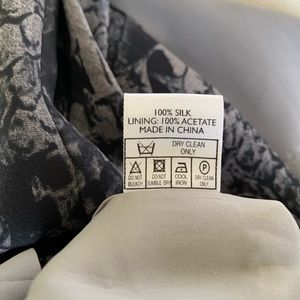 100% SILK
LINING: 100% ACETATE
MADE IN CHINA
DRY CLEAN
ONLY
DO NOT
BLEACH
DO NOT
TUMBLE DRY
COOL
IRON
P
DRY CLEAN
ONLY